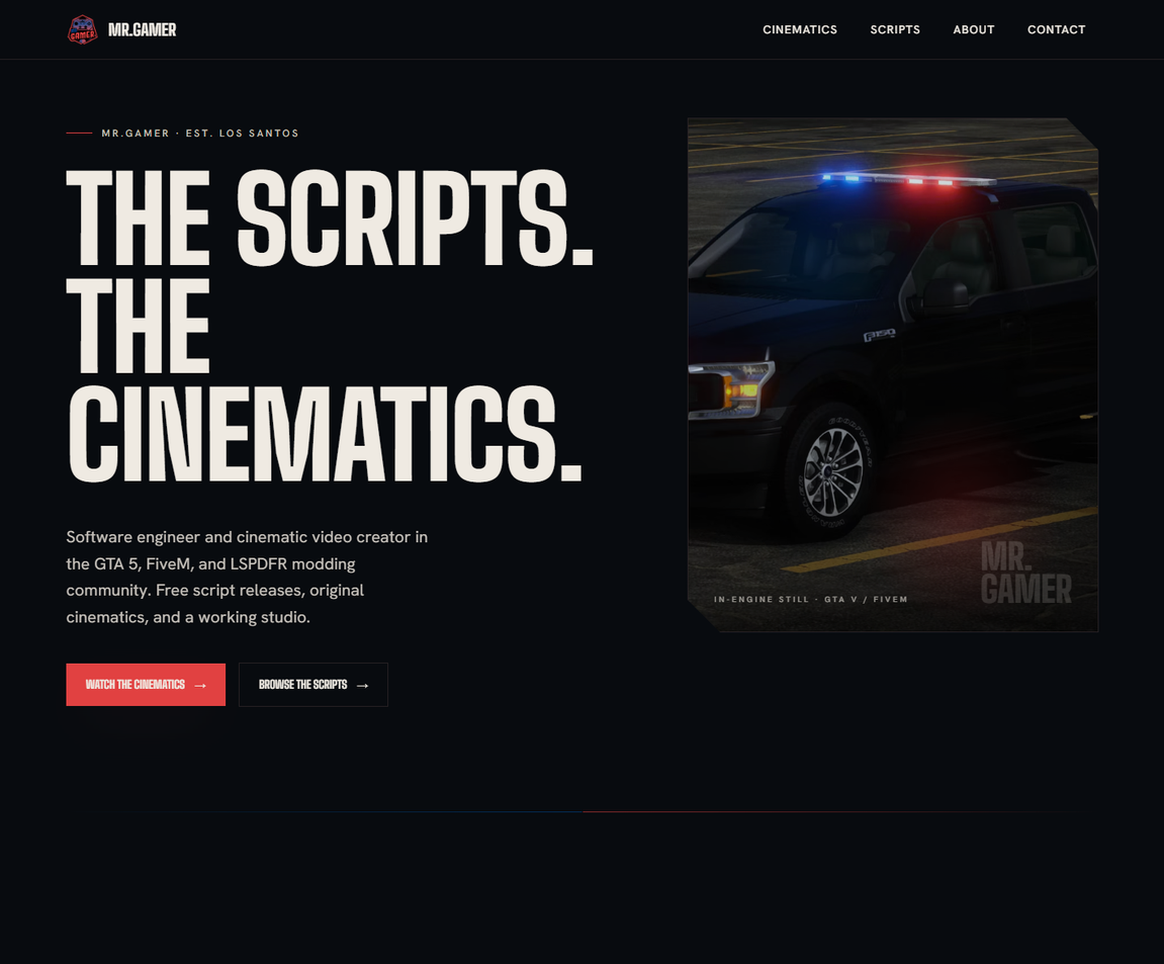 GAMER
MR.GAMER
CINEMATICS
SCRIPTS
ABOUT
CONTACT
MR.GAMER · EST. LOS SANTOS
THE SCRIPTS.
THE
CINEMATICS.
Software engineer and cinematic video creator in
the GTA 5, FiveM, and LSPDFR modding
community. Free script releases, original
cinematics, and a working studio.
WATCH THE CINEMATICS →
BROWSE THE SCRIPTS →
F150
IN-ENGINE STILL · GTA V / FIVEM
MR.
GAMER